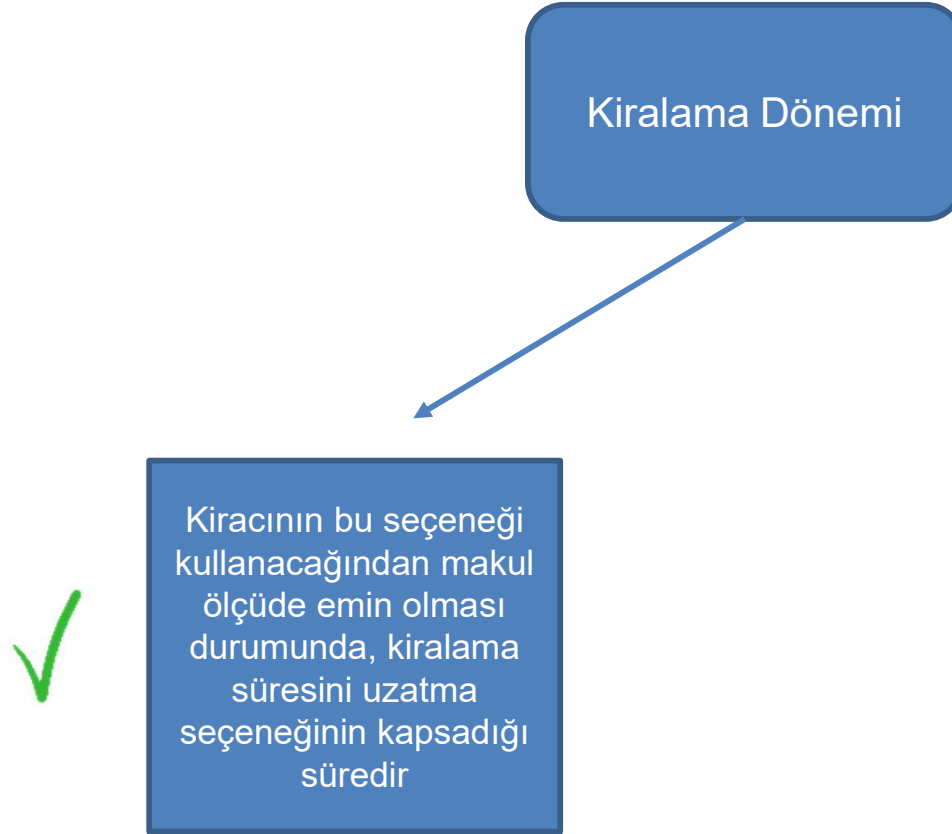 Kiralama Dönemi
Kiracının bu seçeneği
kullanacağından makul
ölçüde emin olması
durumunda, kiralama
süresini uzatma
seçeneğinin kapsadığı
süredir